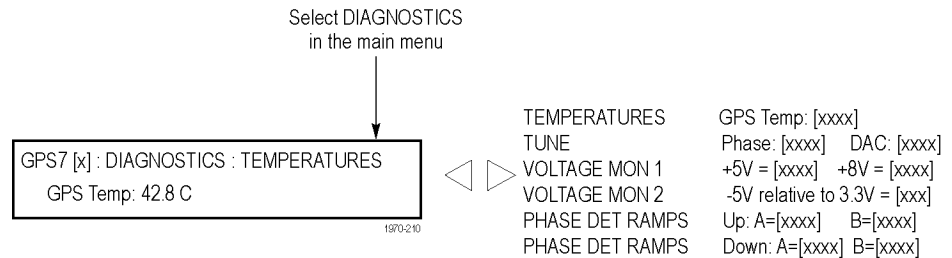 Select DIAGNOSTICS
in the main menu
GPS7 [x] : DIAGNOSTICS : TEMPERATURES
GPS Temp: 42.8 C
1970-210
TEMPERATURES GPS Temp: [xxxx]
TUNE Phase: [xxxx] DAC: [xxxx]
VOLTAGE MON 1 +5V = [xxxx] +8V = [xxxx]
VOLTAGE MON 2 -5V relative to 3.3V = [xxx]
PHASE DET RAMPS Up: A=[xxxx] B=[xxxx]
PHASE DET RAMPS Down: A=[xxxx] B=[xxxx]